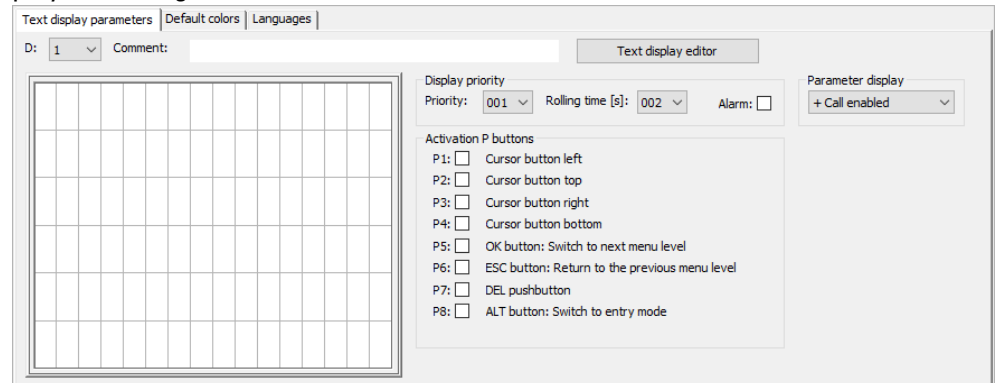 Text display parameters Default colors Languages
D: 1 Comment: Text display editor
Display priority
Priority: 001 Rolling time [s]: 002 Alarm:
Parameter display
+ Call enabled
Activation P buttons
P1: Cursor button left
P2: Cursor button top
P3: Cursor button right
P4: Cursor button bottom
P5: OK button: Switch to next menu level
P6: ESC button: Return to the previous menu level
P7: DEL pushbutton
P8: ALT button: Switch to entry mode